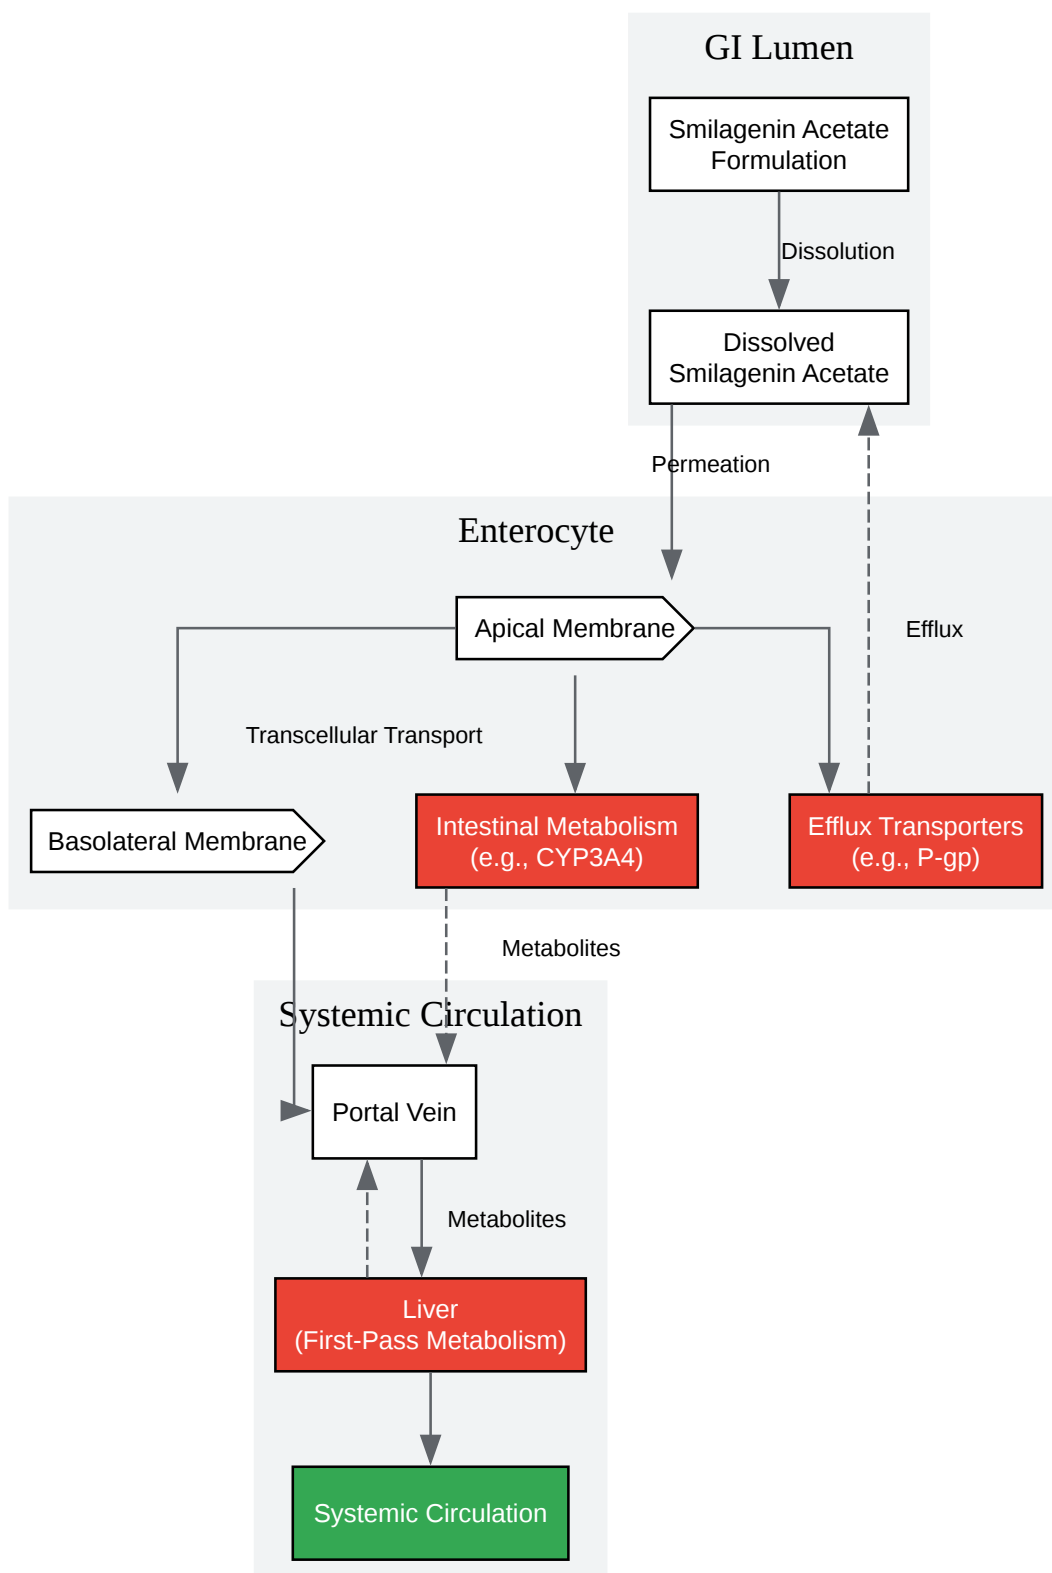 GI Lumen
Smilagenin Acetate
Formulation
Dissolution
Dissolved
Smilagenin Acetate
Permeation
Enterocyte
Apical Membrane
Efflux
Transcellular Transport
Basolateral Membrane
Intestinal Metabolism
(e.g., CYP3A4)
Efflux Transporters
(e.g., P-gp)
Metabolites
Systemic Circulation
Portal Vein
Metabolites
Liver
(First-Pass Metabolism)
Systemic Circulation